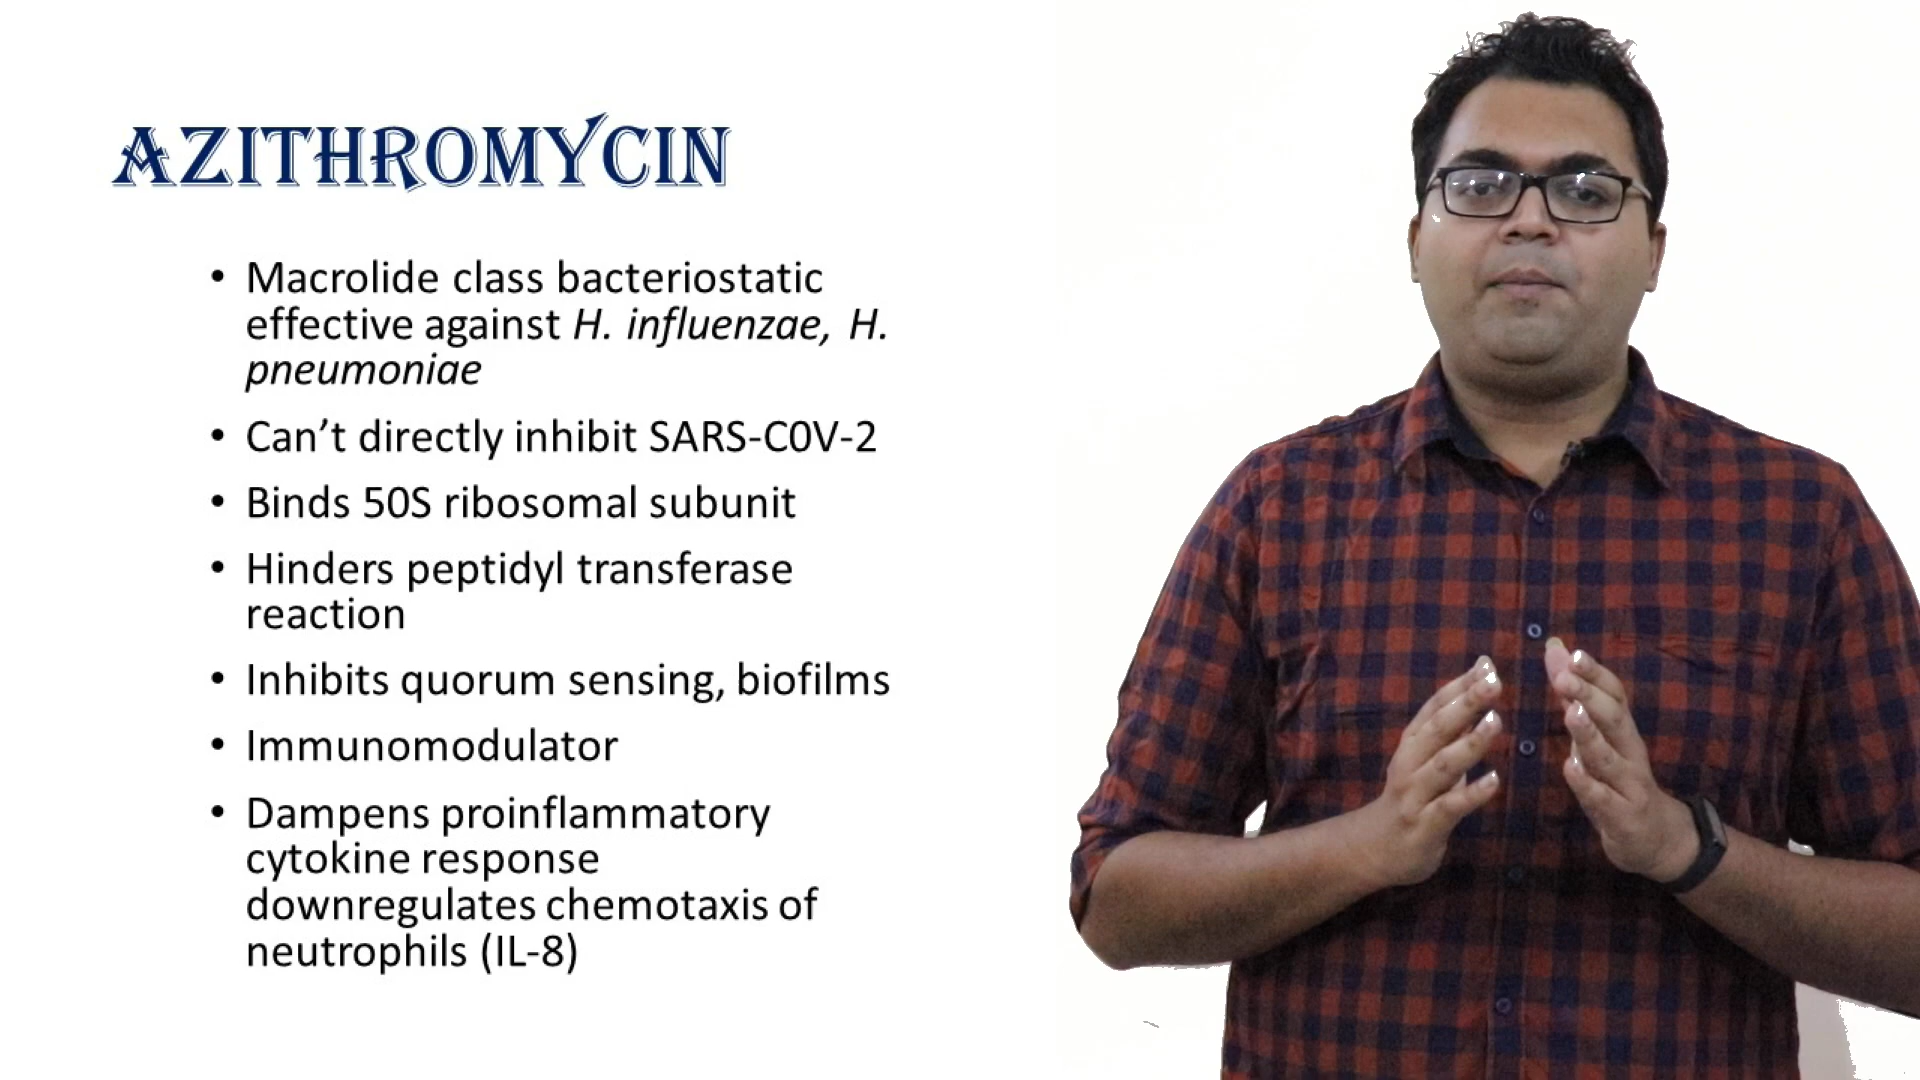 AZITHROMYCIN
• Macrolide class bacteriostatic
effective against H. influenzae, H.
pneumoniae
• Can’t directly inhibit SARS-C0V-2
• Binds 50S ribosomal subunit
• Hinders peptidyl transferase
reaction
• Inhibits quorum sensing, biofilms
• Immunomodulator
• Dampens proinflammatory
cytokine response
downregulates chemotaxis of
neutrophils (IL-8)